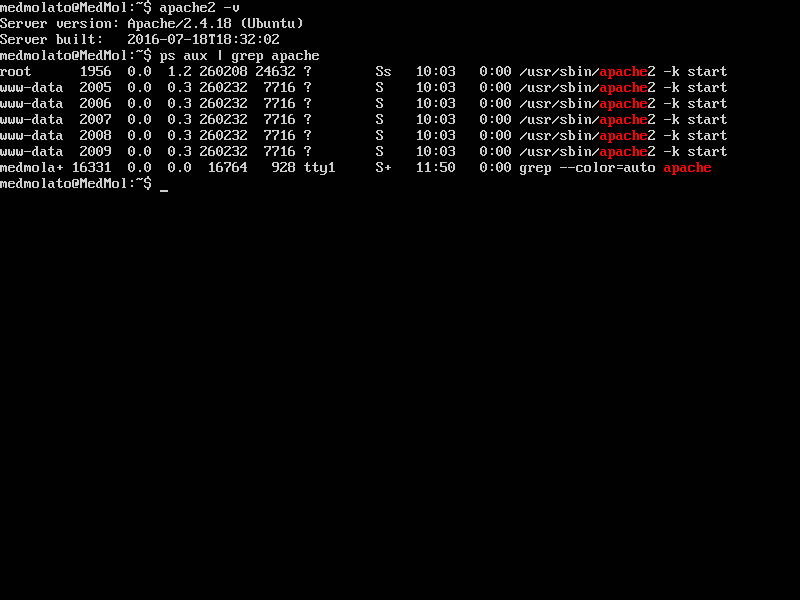 medmolato@MedMol:~$ apache2 -v
Server version: Apache/2.4.18 (Ubuntu)
Server built:   2016-07-18T18:32:02
medmolato@MedMol:~$ ps aux | grep apache
root      1956  0.0  1.2 260208 24632 ?        Ss   10:03   0:00 /usr/sbin/apache2 -k start
www-data  2005  0.0  0.3 260232  7716 ?        S    10:03   0:00 /usr/sbin/apache2 -k start
www-data  2006  0.0  0.3 260232  7716 ?        S    10:03   0:00 /usr/sbin/apache2 -k start
www-data  2007  0.0  0.3 260232  7716 ?        S    10:03   0:00 /usr/sbin/apache2 -k start
www-data  2008  0.0  0.3 260232  7716 ?        S    10:03   0:00 /usr/sbin/apache2 -k start
www-data  2009  0.0  0.3 260232  7716 ?        S    10:03   0:00 /usr/sbin/apache2 -k start
medmola+ 16331  0.0  0.0  16764   928 tty1     S+   11:50   0:00 grep --color=auto apache
medmolato@MedMol:~$ _